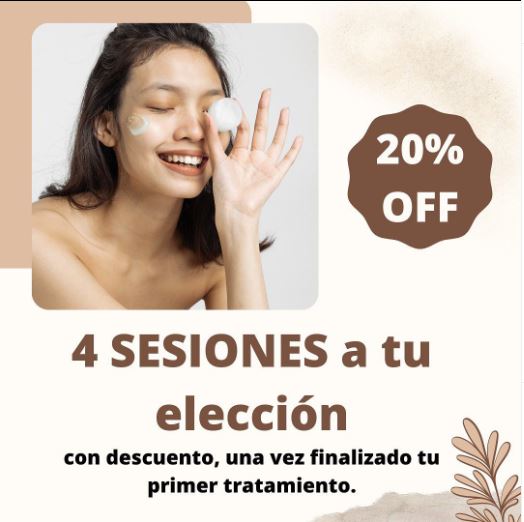 20%
OFF
4 SESIONES a tu
elección
con descuento, una vez finalizado tu
primer tratamiento.